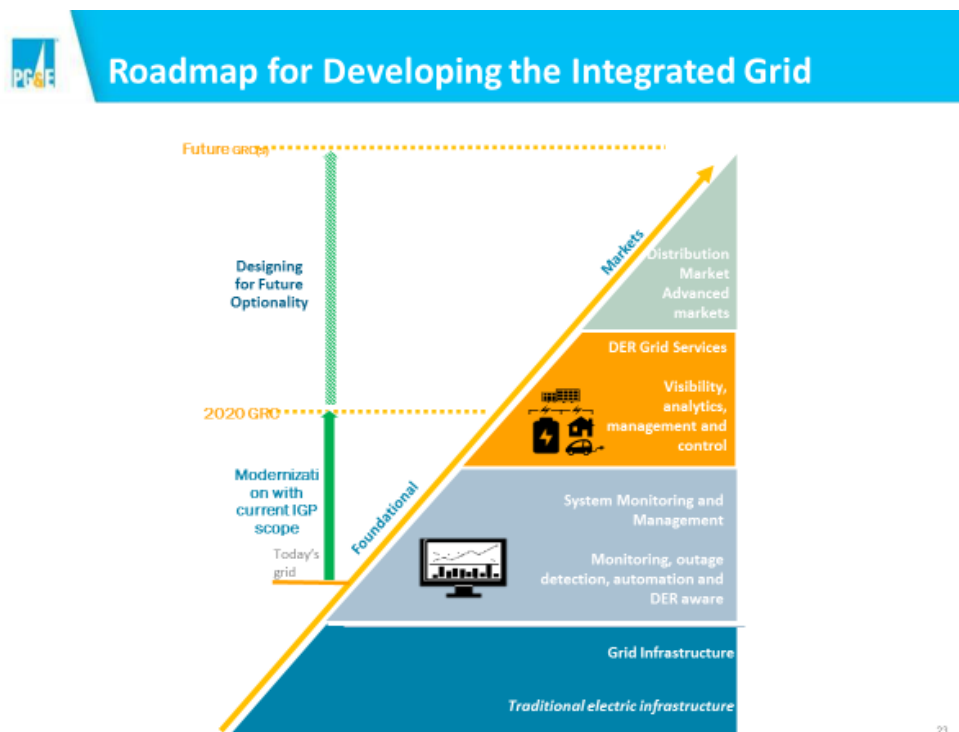 PG&E
Roadmap for Developing the Integrated Grid
Future GRC(s)
Designing
for Future
Optionality
2020 GRC
Modernizati
on with
current IGP
scope
Today's
grid
Foundational
Markets
Distribution
Market
Advanced
markets
DER Grid Services
Visibility,
analytics,
management and
control
System Monitoring and
Management
Monitoring, outage
detection, automation and
DER aware
Grid Infrastructure
Traditional electric infrastructure
23